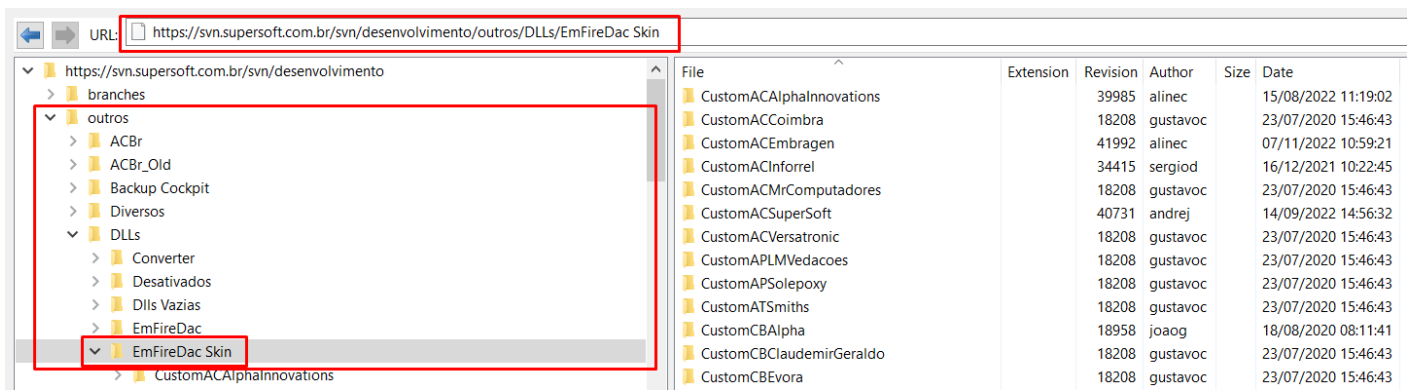 URL: https://svn.supersoft.com.br/svn/desenvolvimento/outros/DLLs/EmFireDac Skin
https://svn.supersoft.com.br/svn/desenvolvimento
branches
outros
ACBr
ACBr_Old
Backup Cockpit
Diversos
DLLs
Converter
Desativados
Dlls Vazias
EmFireDac
EmFireDac Skin
CustomACAlphaInnovations
File Extension Revision Author Size Date
CustomACAlphaInnovations 39985 alinec 15/08/2022 11:19:02
CustomACCoimbra 18208 gustavoc 23/07/2020 15:46:43
CustomACEmbragen 41992 alinec 07/11/2022 10:59:21
CustomACInforrel 34415 sergiod 16/12/2021 10:22:45
CustomACMrComputadores 18208 gustavoc 23/07/2020 15:46:43
CustomACSuperSoft 40731 andrej 14/09/2022 14:56:32
CustomACVersatronic 18208 gustavoc 23/07/2020 15:46:43
CustomAPLMVedacoes 18208 gustavoc 23/07/2020 15:46:43
CustomAPSolepoxy 18208 gustavoc 23/07/2020 15:46:43
CustomATSmiths 18208 gustavoc 23/07/2020 15:46:43
CustomCBAlpha 18958 joaog 18/08/2020 08:11:41
CustomCBClaudemirGeraldo 18208 gustavoc 23/07/2020 15:46:43
CustomCBEvora 18208 gustavoc 23/07/2020 15:46:43